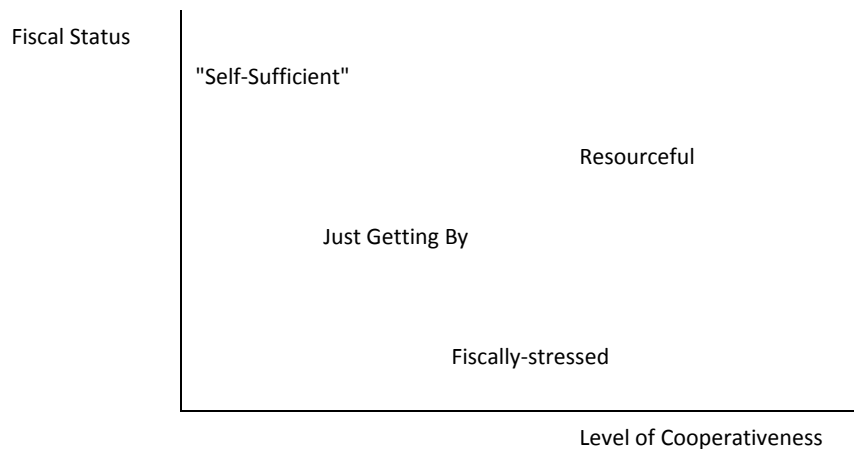 Fiscal Status
"Self-Sufficient"
Resourceful
Just Getting By
Fiscally-stressed
Level of Cooperativeness